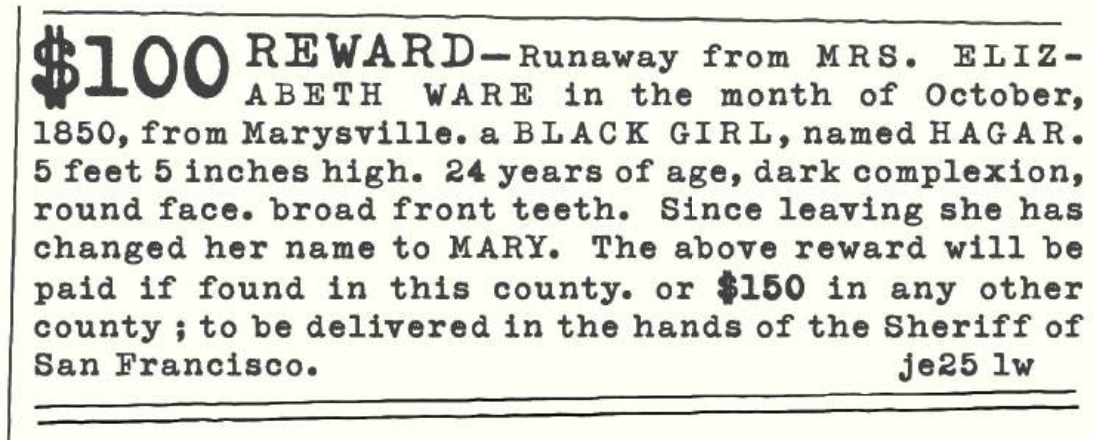 $100 REWARD—Runaway from MRS. ELIZ-
ABETH WARE in the month of October,
1850, from Marysville. a BLACK GIRL, named HAGAR.
5 feet 5 inches high. 24 years of age, dark complexion,
round face. broad front teeth. Since leaving she has
changed her name to MARY. The above reward will be
paid if found in this county. or $150 in any other
county ; to be delivered in the hands of the Sheriff of
San Francisco. je25 1w